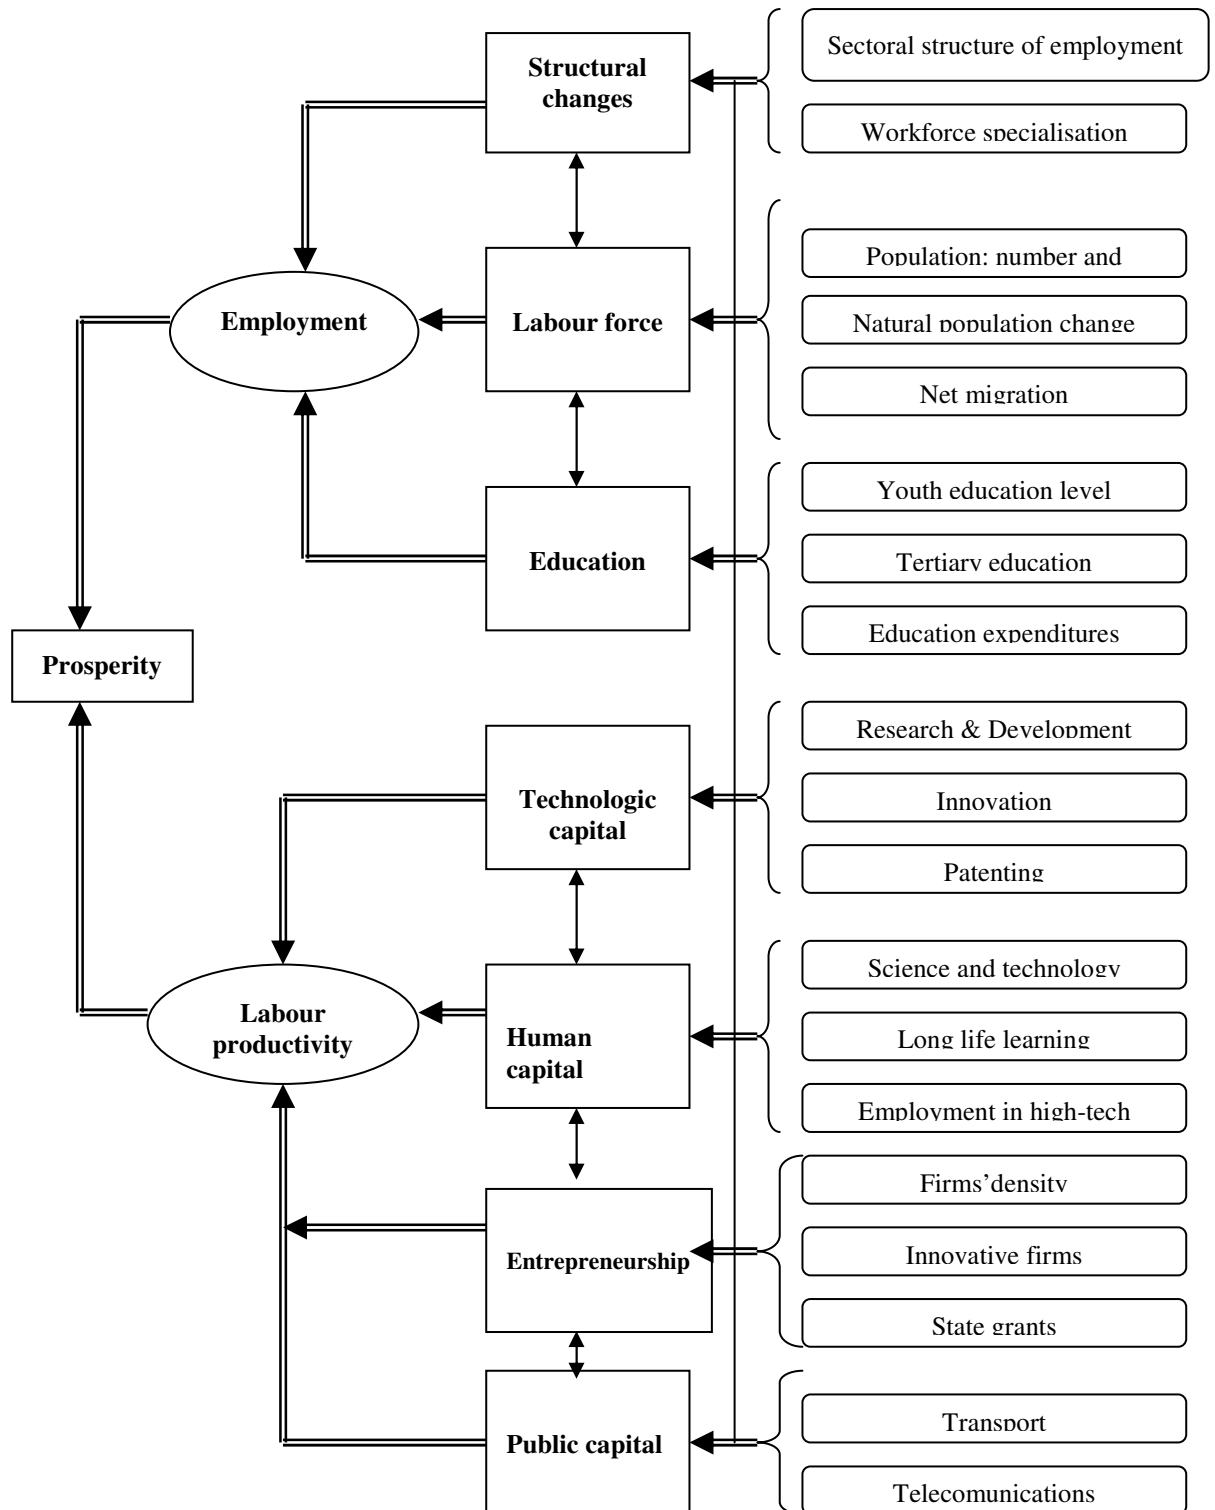 Sectoral structure of employment
Structural
changes
Workforce specialisation
Population: number and
Employment
Labour force
Natural population change
Net migration
Youth education level
Education
Tertiary education
Education expenditures
Prosperity
Research & Development
Technologic
capital
Innovation
Patenting
Science and technology
Labour
productivity
Human
capital
Long life learning
Employment in high-tech
Firms'density
Entrepreneurship
Innovative firms
State grants
Transport
Public capital
Telecomunications